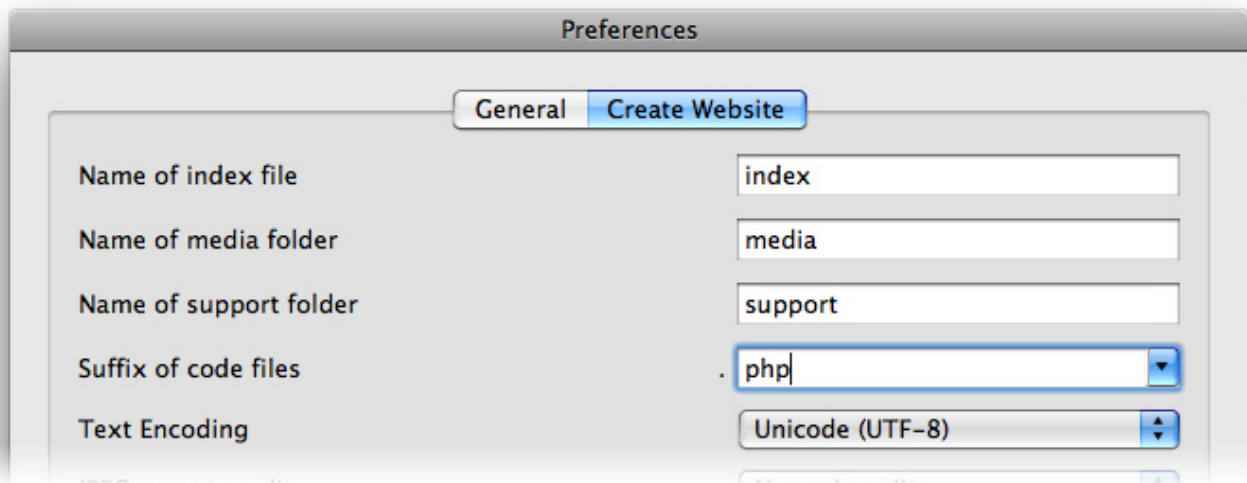 Preferences
General Create Website
Name of index file index
Name of media folder media
Name of support folder support
Suffix of code files . php
Text Encoding Unicode (UTF-8)